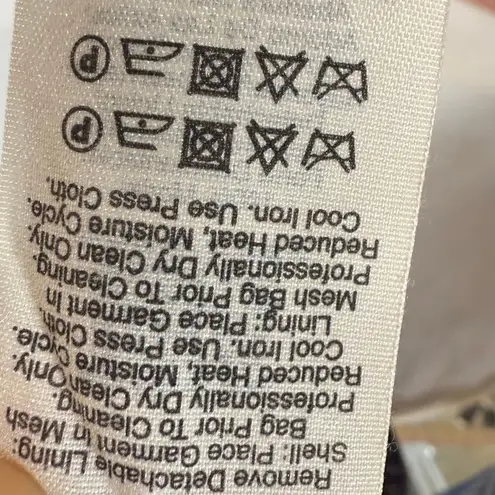 Remove Detachable Lining:
Shell: Place Garment in Mesh
Bag Prior To Cleaning.
Professionally Dry Clean Only.
Reduced Heat, Moisture Cycle.
Cool Iron. Use Press Cloth.
Lining: Place Garment In
Mesh Bag Prior To Cleaning.
Professionally Dry Clean Only.
Reduced Heat, Moisture Cycle.
Cool Iron. Use Press Cloth.
P
P